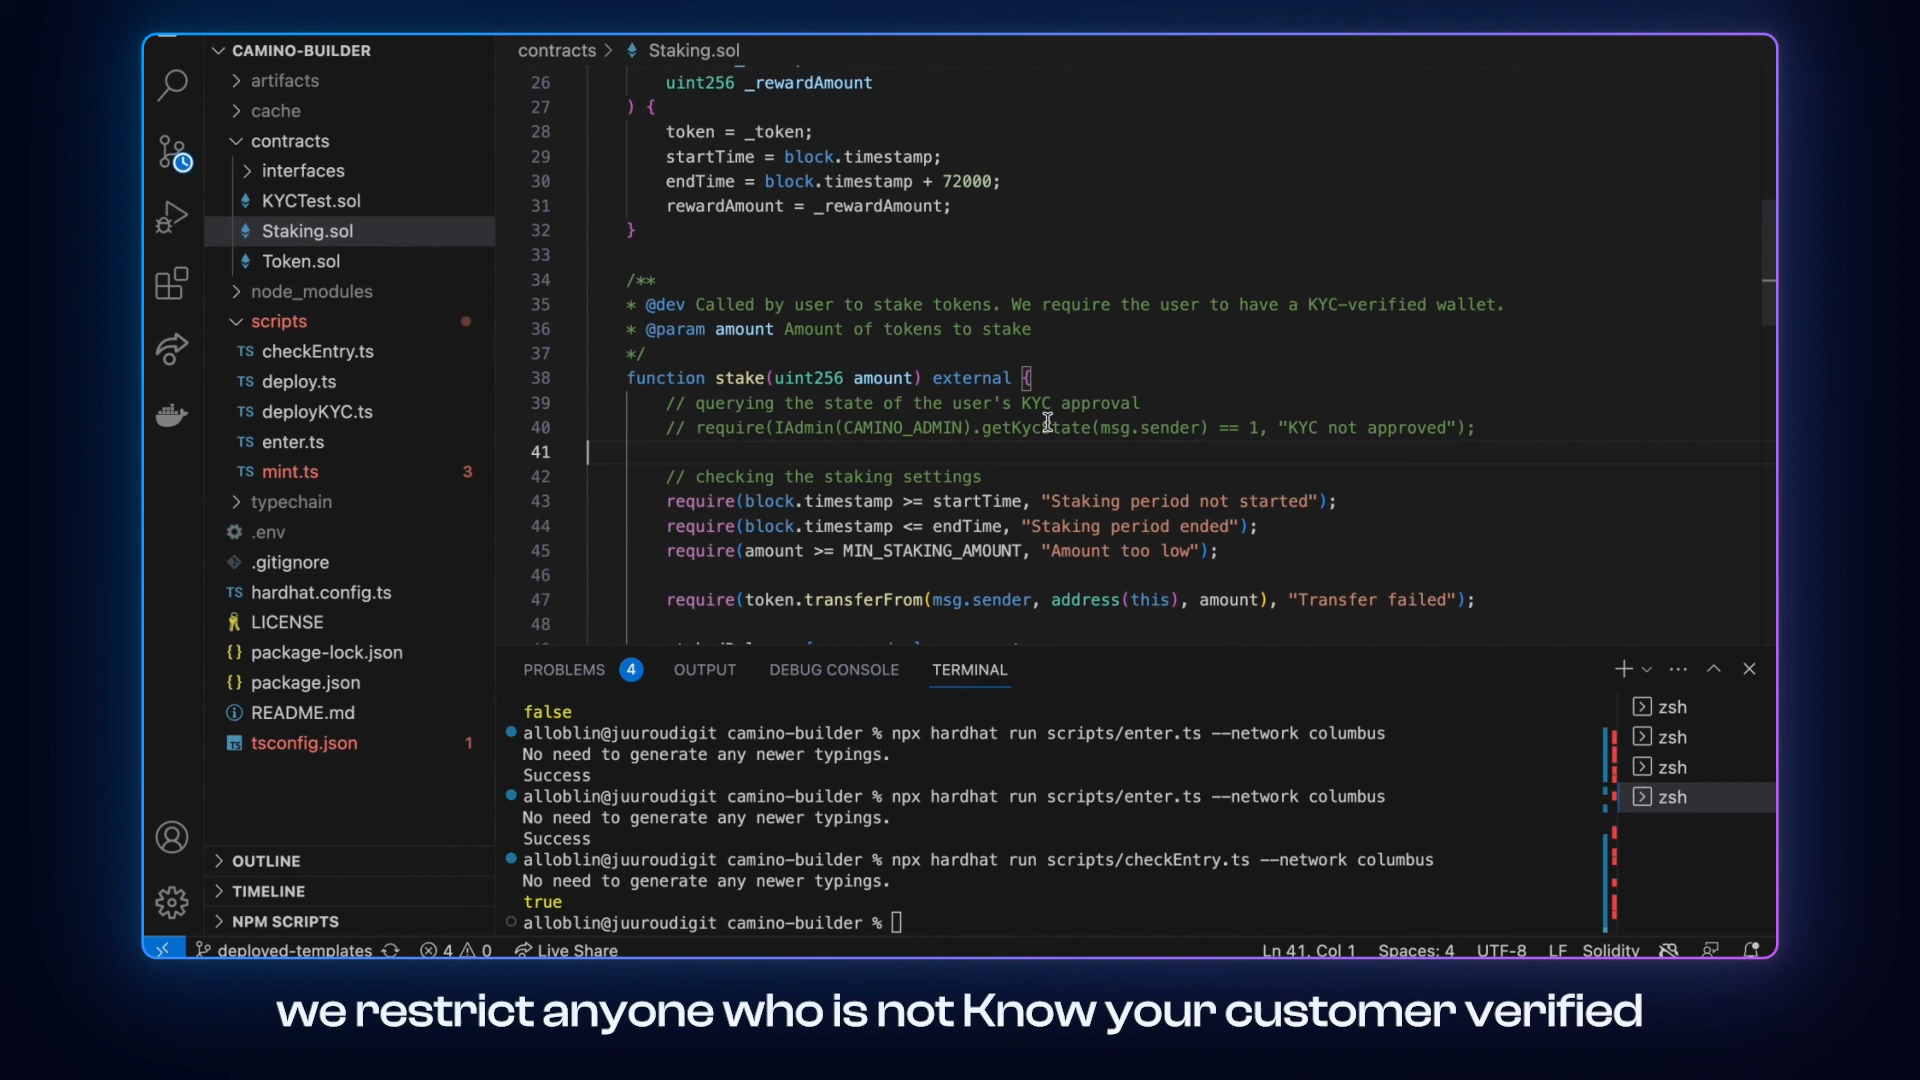 CAMINO-BUILDER
artifacts
cache
contracts
interfaces
KYCTest.sol
Staking.sol
Token.sol
node_modules
scripts
TS checkEntry.ts
TS deploy.ts
TS deployKYC.ts
TS enter.ts
TS mint.ts 3
typechain
.env
.gitignore
TS hardhat.config.ts
LICENSE
{} package-lock.json
{} package.json
README.md
TS tsconfig.json 1
OUTLINE
TIMELINE
NPM SCRIPTS
contracts > Staking.sol
26 uint256 _rewardAmount
27 ) {
28 token = _token;
29 startTime = block.timestamp;
30 endTime = block.timestamp + 72000;
31 rewardAmount = _rewardAmount;
32 }
33
34 /**
35 * @dev Called by user to stake tokens. We require the user to have a KYC-verified wallet.
36 * @param amount Amount of tokens to stake
37 */
38 function stake(uint256 amount) external {
39 // querying the state of the user's KYC approval
40 // require(IAdmin(CAMINO_ADMIN).getKycState(msg.sender) == 1, "KYC not approved");
41
42 // checking the staking settings
43 require(block.timestamp >= startTime, "Staking period not started");
44 require(block.timestamp <= endTime, "Staking period ended");
45 require(amount >= MIN_STAKING_AMOUNT, "Amount too low");
46
47 require(token.transferFrom(msg.sender, address(this), amount), "Transfer failed");
48
PROBLEMS 4 OUTPUT DEBUG CONSOLE TERMINAL
false
alloblin@juuroudigit camino-builder % npx hardhat run scripts/enter.ts --network columbus
No need to generate any newer typings.
Success
alloblin@juuroudigit camino-builder % npx hardhat run scripts/enter.ts --network columbus
No need to generate any newer typings.
Success
alloblin@juuroudigit camino-builder % npx hardhat run scripts/checkEntry.ts --network columbus
No need to generate any newer typings.
true
alloblin@juuroudigit camino-builder %
zsh
zsh
zsh
zsh
deployed-templates 4 0 Live Share Ln 41, Col 1 Spaces: 4 UTF-8 LF Solidity
we restrict anyone who is not Know your customer verified